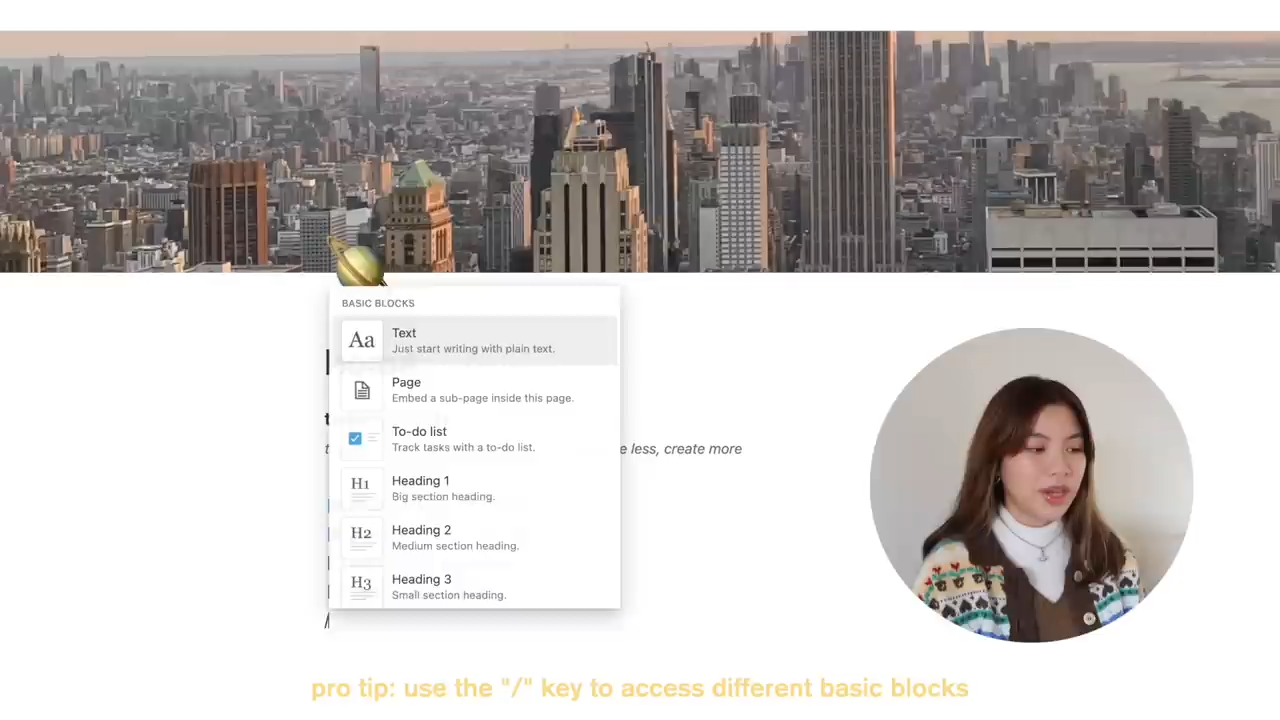 BASIC BLOCKS
Aa
Text
Just start writing with plain text.
Page
Embed a sub-page inside this page.
To-do list
Track tasks with a to-do list.
e less, create more
H1
Heading 1
Big section heading.
H2
Heading 2
Medium section heading.
H3
Heading 3
Small section heading.
/
pro tip: use the "/" key to access different basic blocks